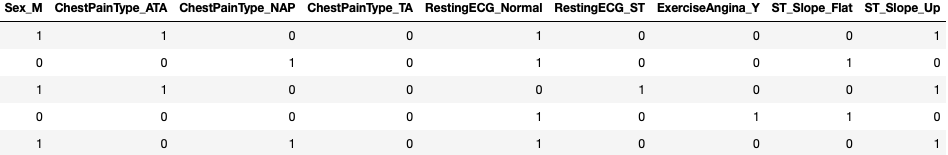 Sex_M ChestPainType_ATA ChestPainType_NAP ChestPainType_TA RestingECG_Normal RestingECG_ST ExerciseAngina_Y ST_Slope_Flat ST_Slope_Up
1 1 0 0 1 0 0 0 1
0 0 1 0 1 0 0 1 0
1 1 0 0 0 1 0 0 1
0 0 0 0 1 0 1 1 0
1 0 1 0 1 0 0 0 1